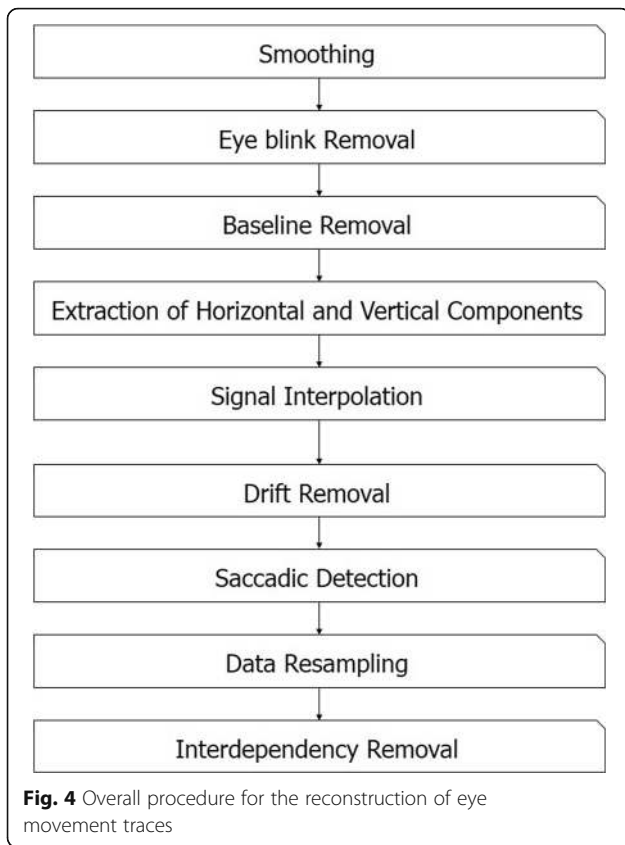 Smoothing
Eye blink Removal
Baseline Removal
Extraction of Horizontal and Vertical Components
Signal Interpolation
Drift Removal
Saccadic Detection
Data Resampling
Interdependency Removal
Fig. 4 Overall procedure for the reconstruction of eye
movement traces